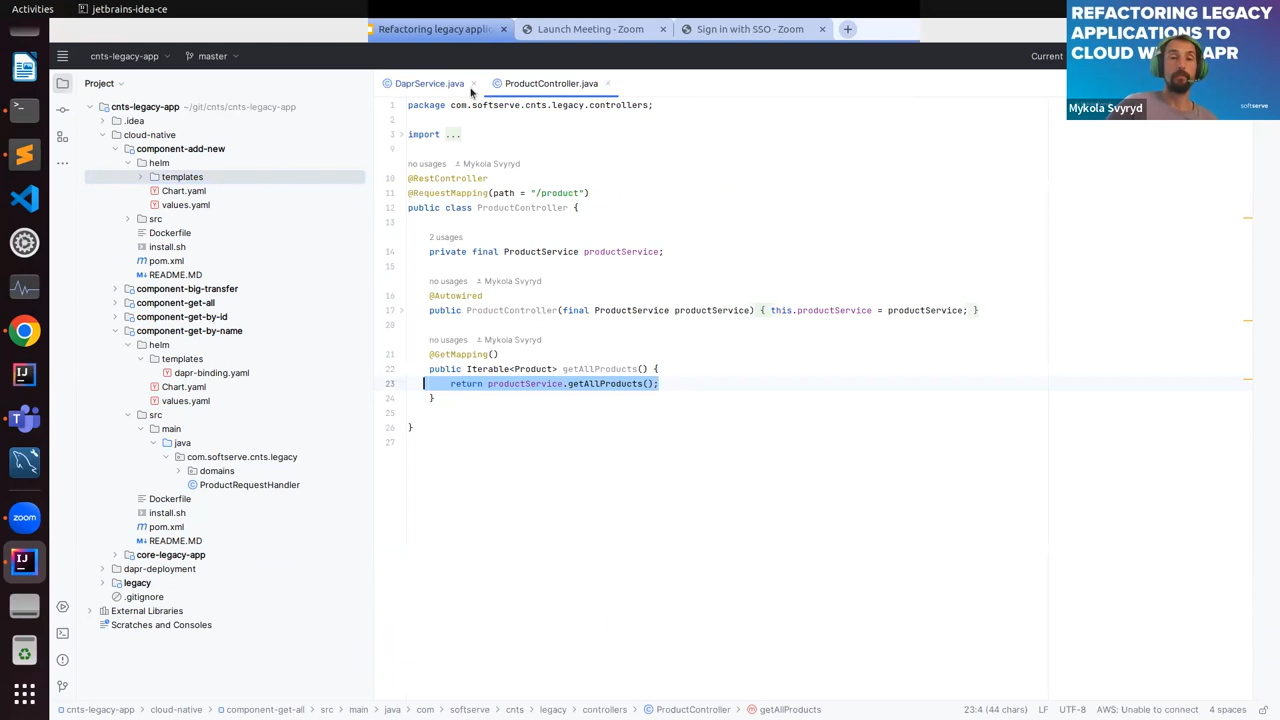 Activities
jetbrains-idea-ce
Refactoring legacy applic
Launch Meeting - Zoom
Sign in with SSO - Zoom
cnts-legacy-app
master
Current
REFACTORING LEGACY
APPLICATIONS TO
CLOUD W
APR
Mykola Svyryd
softserve
Project
DaprService.java
ProductController.java
cnts-legacy-app ~/git/cnts/cnts-legacy-app
.idea
cloud-native
component-add-new
helm
templates
Chart.yaml
values.yaml
src
Dockerfile
install.sh
pom.xml
README.MD
component-big-transfer
component-get-all
component-get-by-id
component-get-by-name
helm
templates
dapr-binding.yaml
Chart.yaml
values.yaml
src
main
java
com.softserve.cnts.legacy
domains
ProductRequestHandler
Dockerfile
install.sh
pom.xml
README.MD
core-legacy-app
dapr-deployment
legacy
.gitignore
External Libraries
Scratches and Consoles
1 package com.softserve.cnts.legacy.controllers;
2
3 import ...
9
no usages Mykola Svyryd
10 @RestController
11 @RequestMapping(path = "/product")
12 public class ProductController {
13
2 usages
14 private final ProductService productService;
15
no usages Mykola Svyryd
16 @Autowired
17 public ProductController(final ProductService productService) { this.productService = productService; }
20
no usages Mykola Svyryd
21 @GetMapping()
22 public Iterable<Product> getAllProducts() {
23 return productService.getAllProducts();
24 }
25
26 }
27
cnts-legacy-app > cloud-native > component-get-all > src > main > java > com > softserve > cnts > legacy > controllers > ProductController > getAllProducts
23:4 (44 chars) LF UTF-8 AWS: Unable to connect 4 spaces